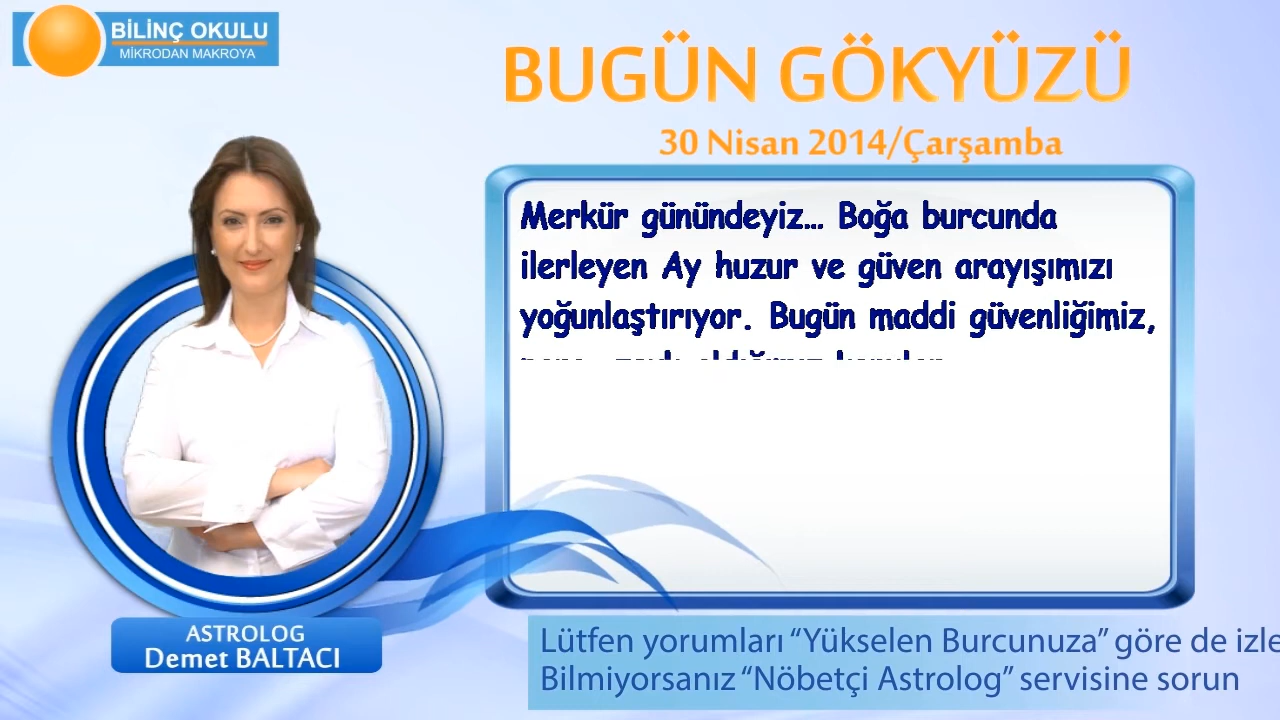 BİLİNÇ OKULU
MİKRODAN MAKROYA
BUGÜN GÖKYÜZÜ
30 Nisan 2014/Çarşamba
Merkür günündeyiz... Boğa burcunda
ilerleyen Ay huzur ve güven arayışımızı
yoğunlaştırıyor. Bugün maddi güvenliğimiz,
ASTROLOG
Demet BALTACI
Lütfen yorumları “Yükselen Burcunuza” göre de
Bilmiyorsanız “Nöbetçi Astrolog” servisine sorun